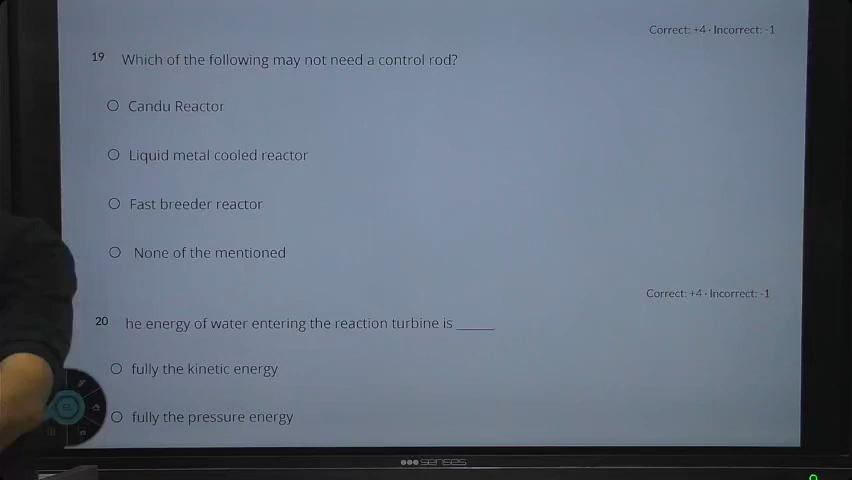 Correct: +4 · Incorrect: -1
19 Which of the following may not need a control rod?
Candu Reactor
Liquid metal cooled reactor
Fast breeder reactor
None of the mentioned
Correct: +4 · Incorrect: -1
20 he energy of water entering the reaction turbine is _____
fully the kinetic energy
fully the pressure energy
senses